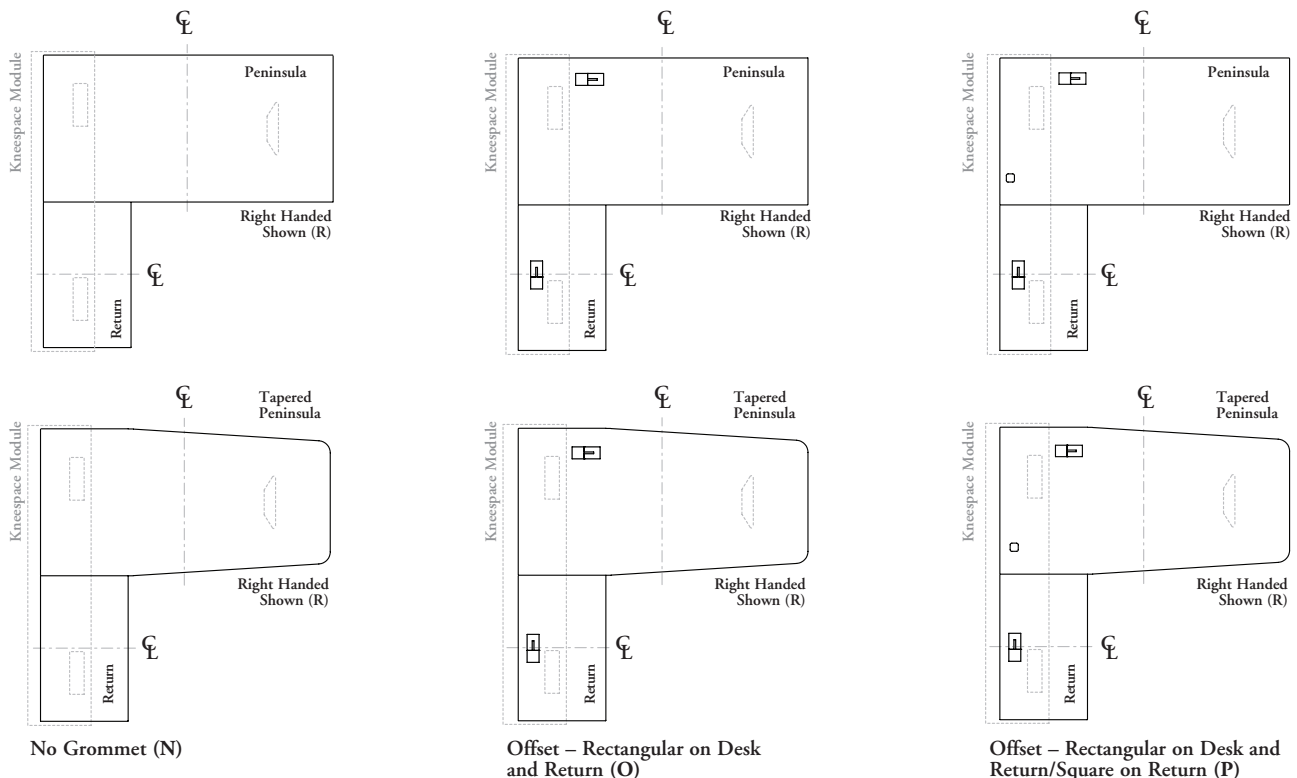 ℄
Kneespace Module
Peninsula
Right Handed
Shown (R)
℄
Return
℄
Kneespace Module
Peninsula
Right Handed
Shown (R)
℄
Return
℄
Kneespace Module
Peninsula
Right Handed
Shown (R)
℄
Return
℄
Tapered
Peninsula
Kneespace Module
Right Handed
Shown (R)
℄
Return
No Grommet (N)
℄
Tapered
Peninsula
Kneespace Module
Right Handed
Shown (R)
℄
Return
Offset – Rectangular on Desk
and Return (O)
℄
Tapered
Peninsula
Kneespace Module
Right Handed
Shown (R)
℄
Return
Offset – Rectangular on Desk and
Return/Square on Return (P)